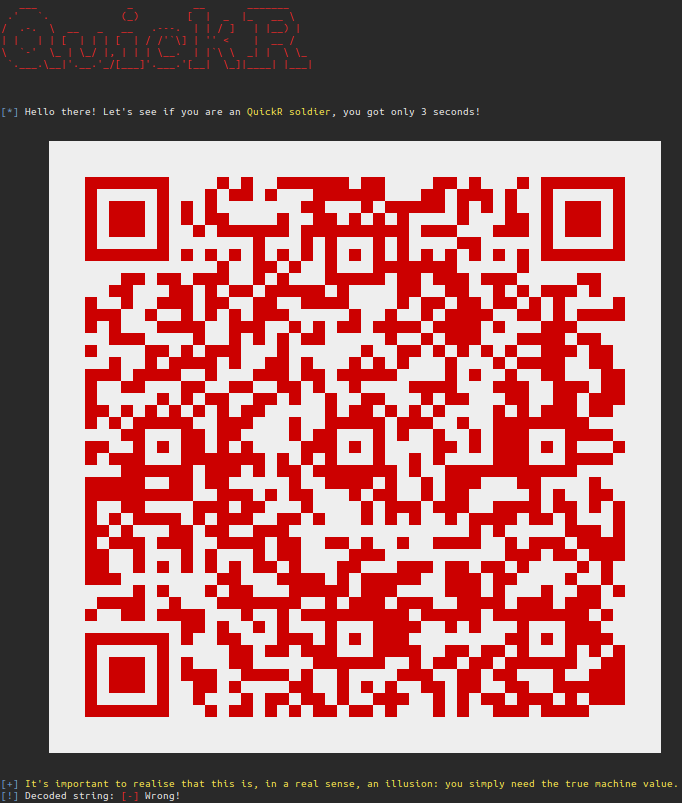 QuickR
[*] Hello there! Let's see if you are an QuickR soldier, you got only 3 seconds!
[+] It's important to realise that this is, in a real sense, an illusion: you simply need the true machine value.
[!] Decoded string: [-] Wrong!